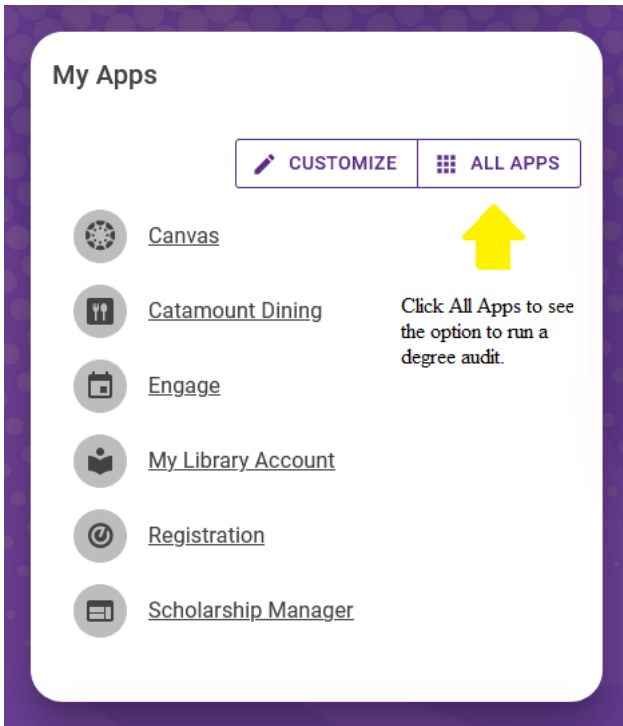 My Apps
CUSTOMIZE
ALL APPS
Canvas
Catamount Dining
Click All Apps to see
the option to run a
degree audit.
Engage
My Library Account
Registration
Scholarship Manager